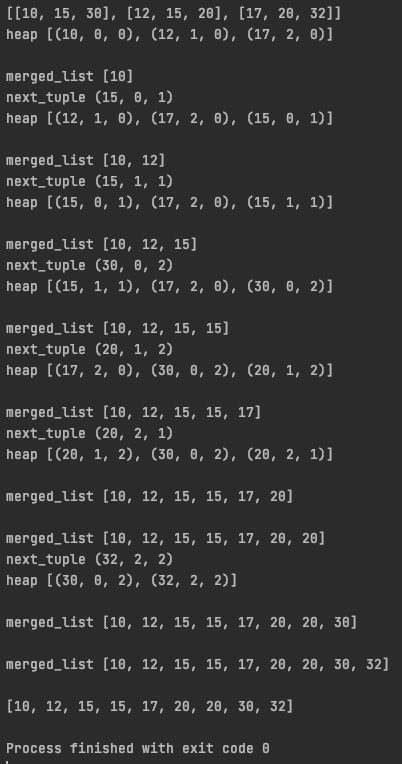 [[10, 15, 30], [12, 15, 20], [17, 20, 32]]
heap [(10, 0, 0), (12, 1, 0), (17, 2, 0)]
merged_list [10]
next_tuple (15, 0, 1)
heap [(12, 1, 0), (17, 2, 0), (15, 0, 1)]
merged_list [10, 12]
next_tuple (15, 1, 1)
heap [(15, 0, 1), (17, 2, 0), (15, 1, 1)]
merged_list [10, 12, 15]
next_tuple (30, 0, 2)
heap [(15, 1, 1), (17, 2, 0), (30, 0, 2)]
merged_list [10, 12, 15, 15]
next_tuple (20, 1, 2)
heap [(17, 2, 0), (30, 0, 2), (20, 1, 2)]
merged_list [10, 12, 15, 15, 17]
next_tuple (20, 2, 1)
heap [(20, 1, 2), (30, 0, 2), (20, 2, 1)]
merged_list [10, 12, 15, 15, 17, 20]
merged_list [10, 12, 15, 15, 17, 20, 20]
next_tuple (32, 2, 2)
heap [(30, 0, 2), (32, 2, 2)]
merged_list [10, 12, 15, 15, 17, 20, 20, 30]
merged_list [10, 12, 15, 15, 17, 20, 20, 30, 32]
[10, 12, 15, 15, 17, 20, 20, 30, 32]
Process finished with exit code 0